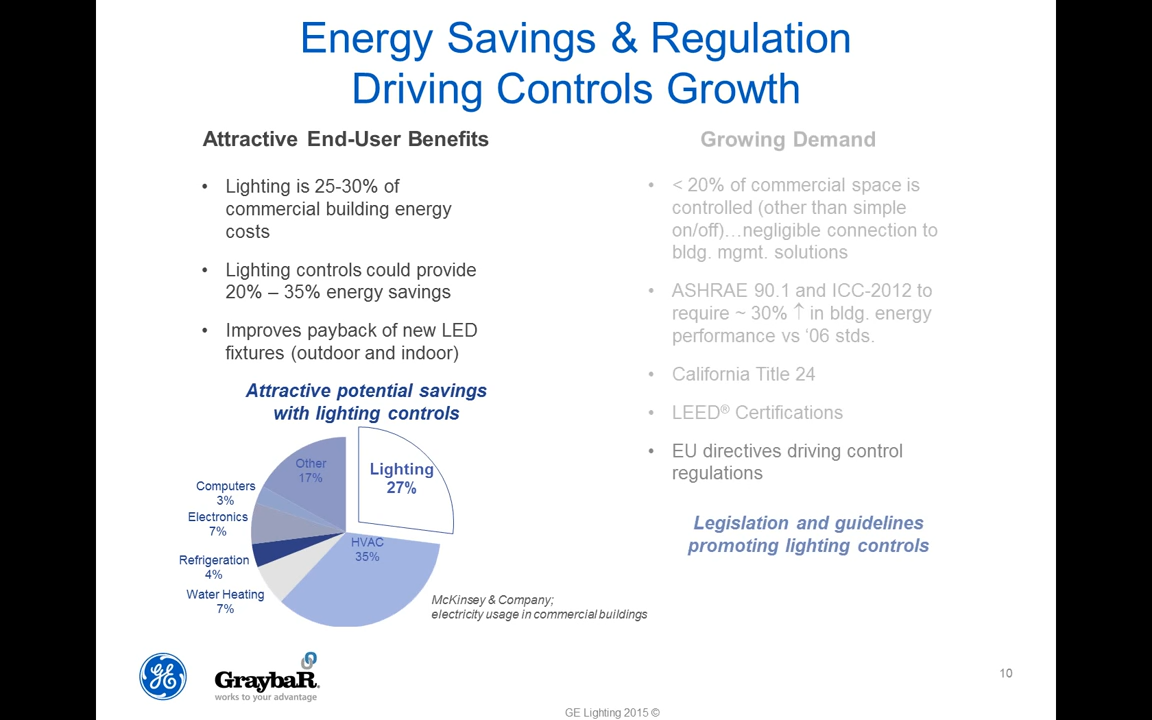 Energy Savings & Regulation
Driving Controls Growth
Attractive End-User Benefits
• Lighting is 25-30% of
commercial building energy
costs
• Lighting controls could provide
20% – 35% energy savings
• Improves payback of new LED
fixtures (outdoor and indoor)
Attractive potential savings
with lighting controls
Other
17%
Lighting
27%
Computers
3%
Electronics
7%
HVAC
35%
Refrigeration
4%
Water Heating
7%
McKinsey & Company;
electricity usage in commercial buildings
Growing Demand
• < 20% of commercial space is
controlled (other than simple
on/off)…negligible connection to
bldg. mgmt. solutions
• ASHRAE 90.1 and ICC-2012 to
require ~ 30% ↑ in bldg. energy
performance vs ‘06 stds.
• California Title 24
• LEED® Certifications
• EU directives driving control
regulations
Legislation and guidelines
promoting lighting controls
GE
GraybaR.
works to your advantage
10
GE Lighting 2015 ©